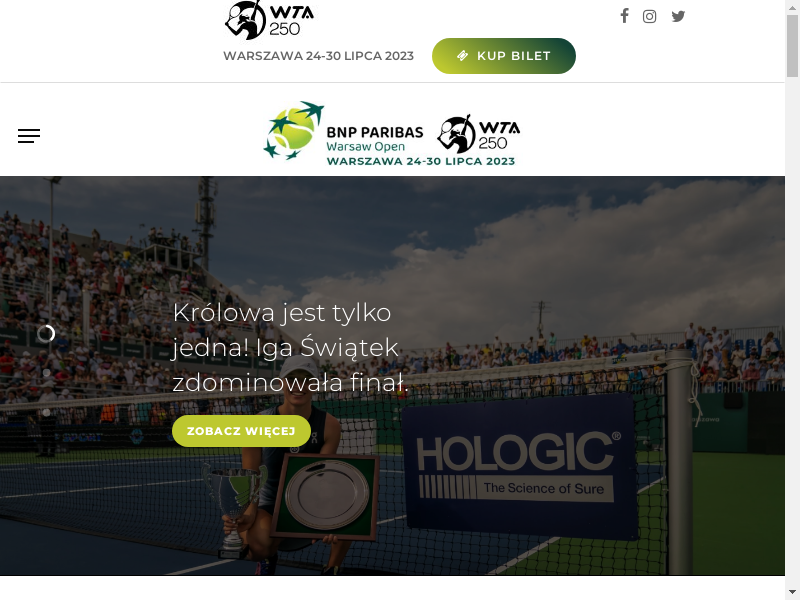 WTA
250
WARSZAWA 24-30 LIPCA 2023
KUP BILET
BNP PARIBAS
Warsaw Open
WTA
250
WARSZAWA 24-30 LIPCA 2023
Królowa jest tylko
jedna! Iga Świątek
zdominowała finał.
ZOBACZ WIĘCEJ
HOLOGIC®
The Science of Sure